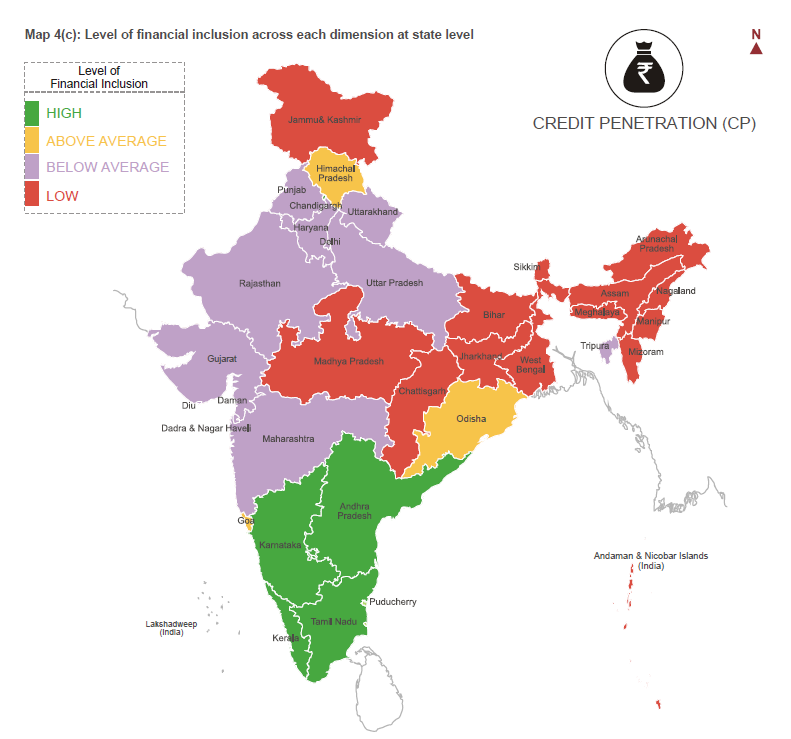 Map 4(c): Level of financial inclusion across each dimension at state level
N
Level of
Financial Inclusion
HIGH
ABOVE AVERAGE
BELOW AVERAGE
LOW
₹
CREDIT PENETRATION (CP)
Jammu& Kashmir
Himachal
Pradesh
Punjab
Chandigarh
Uttarakhand
Haryana
Delhi
Arunachal
Pradesh
Sikkim
Rajasthan
Uttar Pradesh
Assam
Nagaland
Bihar
Meghalaya
Manipur
Tripura
Mizoram
Gujarat
Madhya Pradesh
Jharkhand
West
Bengal
Chattisgarh
Diu
Daman
Odisha
Dadra & Nagar Haveli
Maharashtra
Andhra
Pradesh
Goa
Karnataka
Andaman & Nicobar Islands
(India)
Puducherry
Lakshadweep
(India)
Tamil Nadu
Kerala